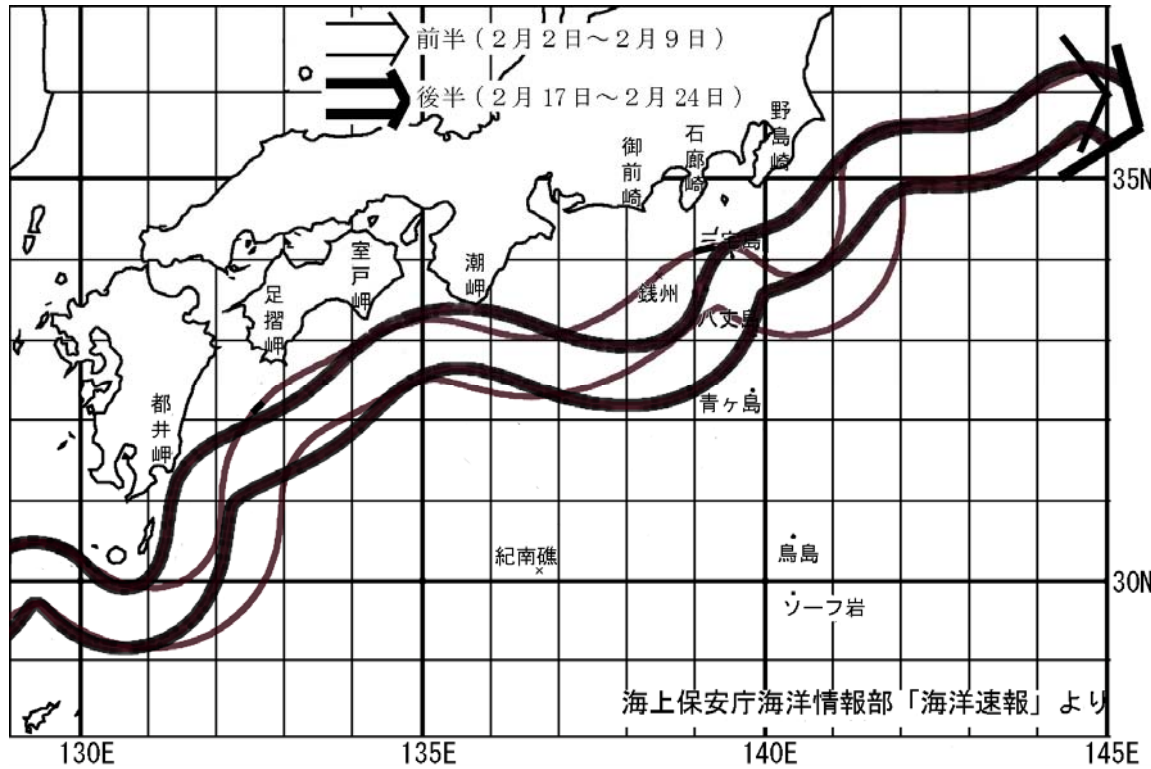 前半（２月２日～２月９日）
後半（２月17日～２月24日）
野島崎
石廊崎
御前崎
35N
三宅島
室戸岬
潮岬
銭州
足摺岬
八丈島
青ヶ島
都井岬
紀南礁
鳥島
30N
ソーフ岩
海上保安庁海洋情報部「海洋速報」より
130E
135E
140E
145E